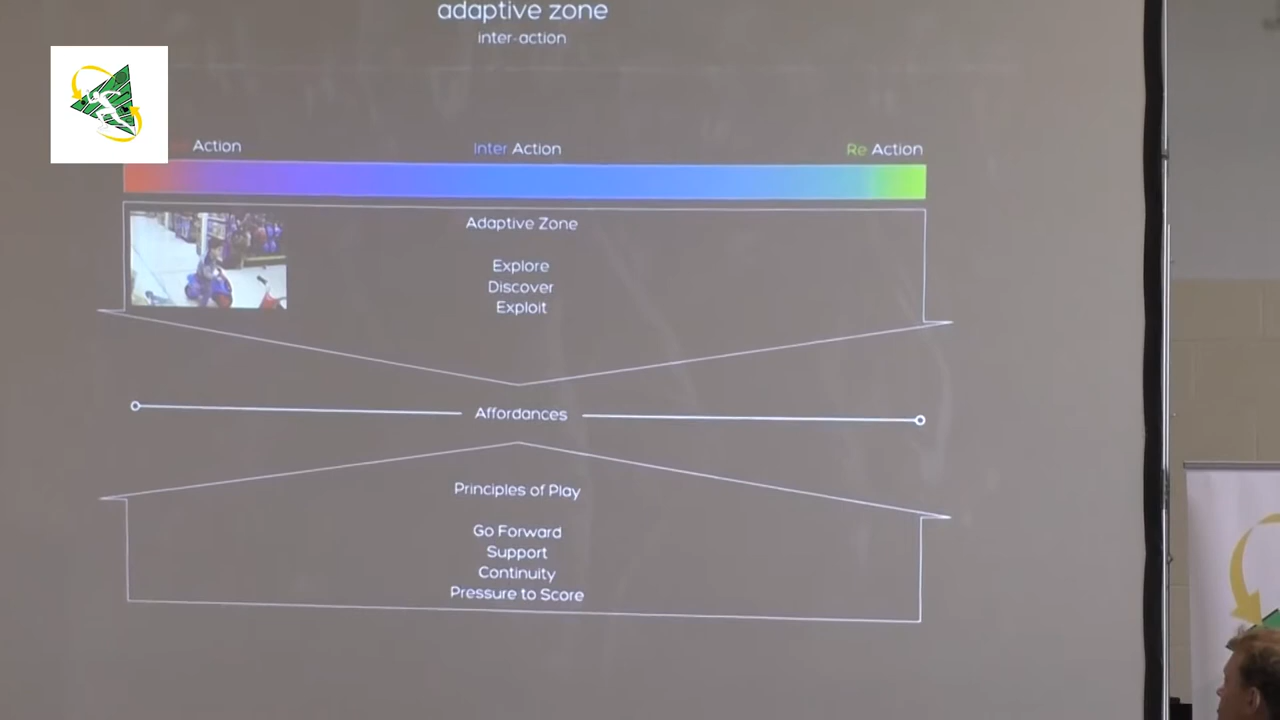 adaptive zone
inter-action
Action
Inter Action
Re Action
Adaptive Zone
Explore
Discover
Exploit
Affordances
Principles of Play
Go Forward
Support
Continuity
Pressure to Score